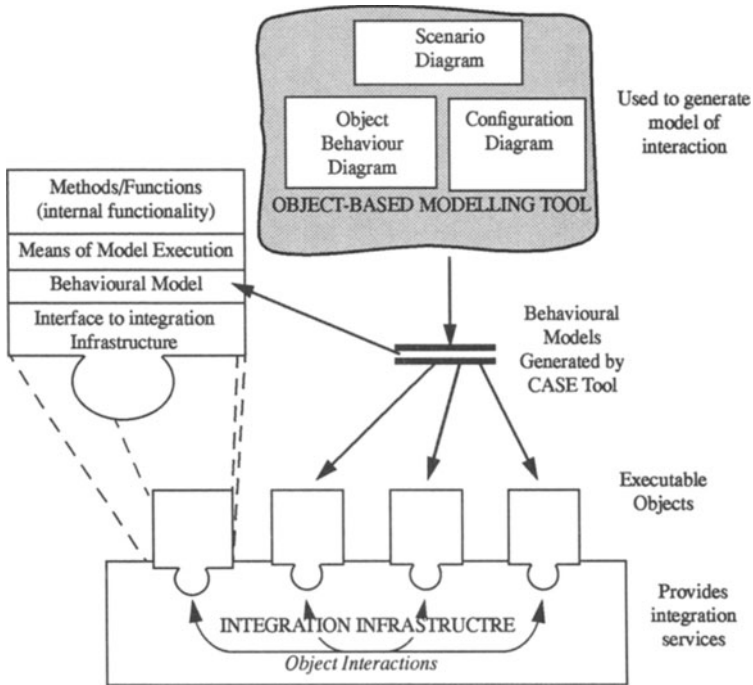 Scenario
Diagram
Object
Behaviour
Diagram
Configuration
Diagram
OBJECT-BASED MODELLING TOOL
Used to generate
model of
interaction
Methods/Functions
(internal functionality)
Means of Model Execution
Behavioural Model
Interface to integration
Infrastructure
Behavioural
Models
Generated by
CASE Tool
Executable
Objects
Provides
integration
services
INTEGRATION INFRASTRUCTRE
Object Interactions